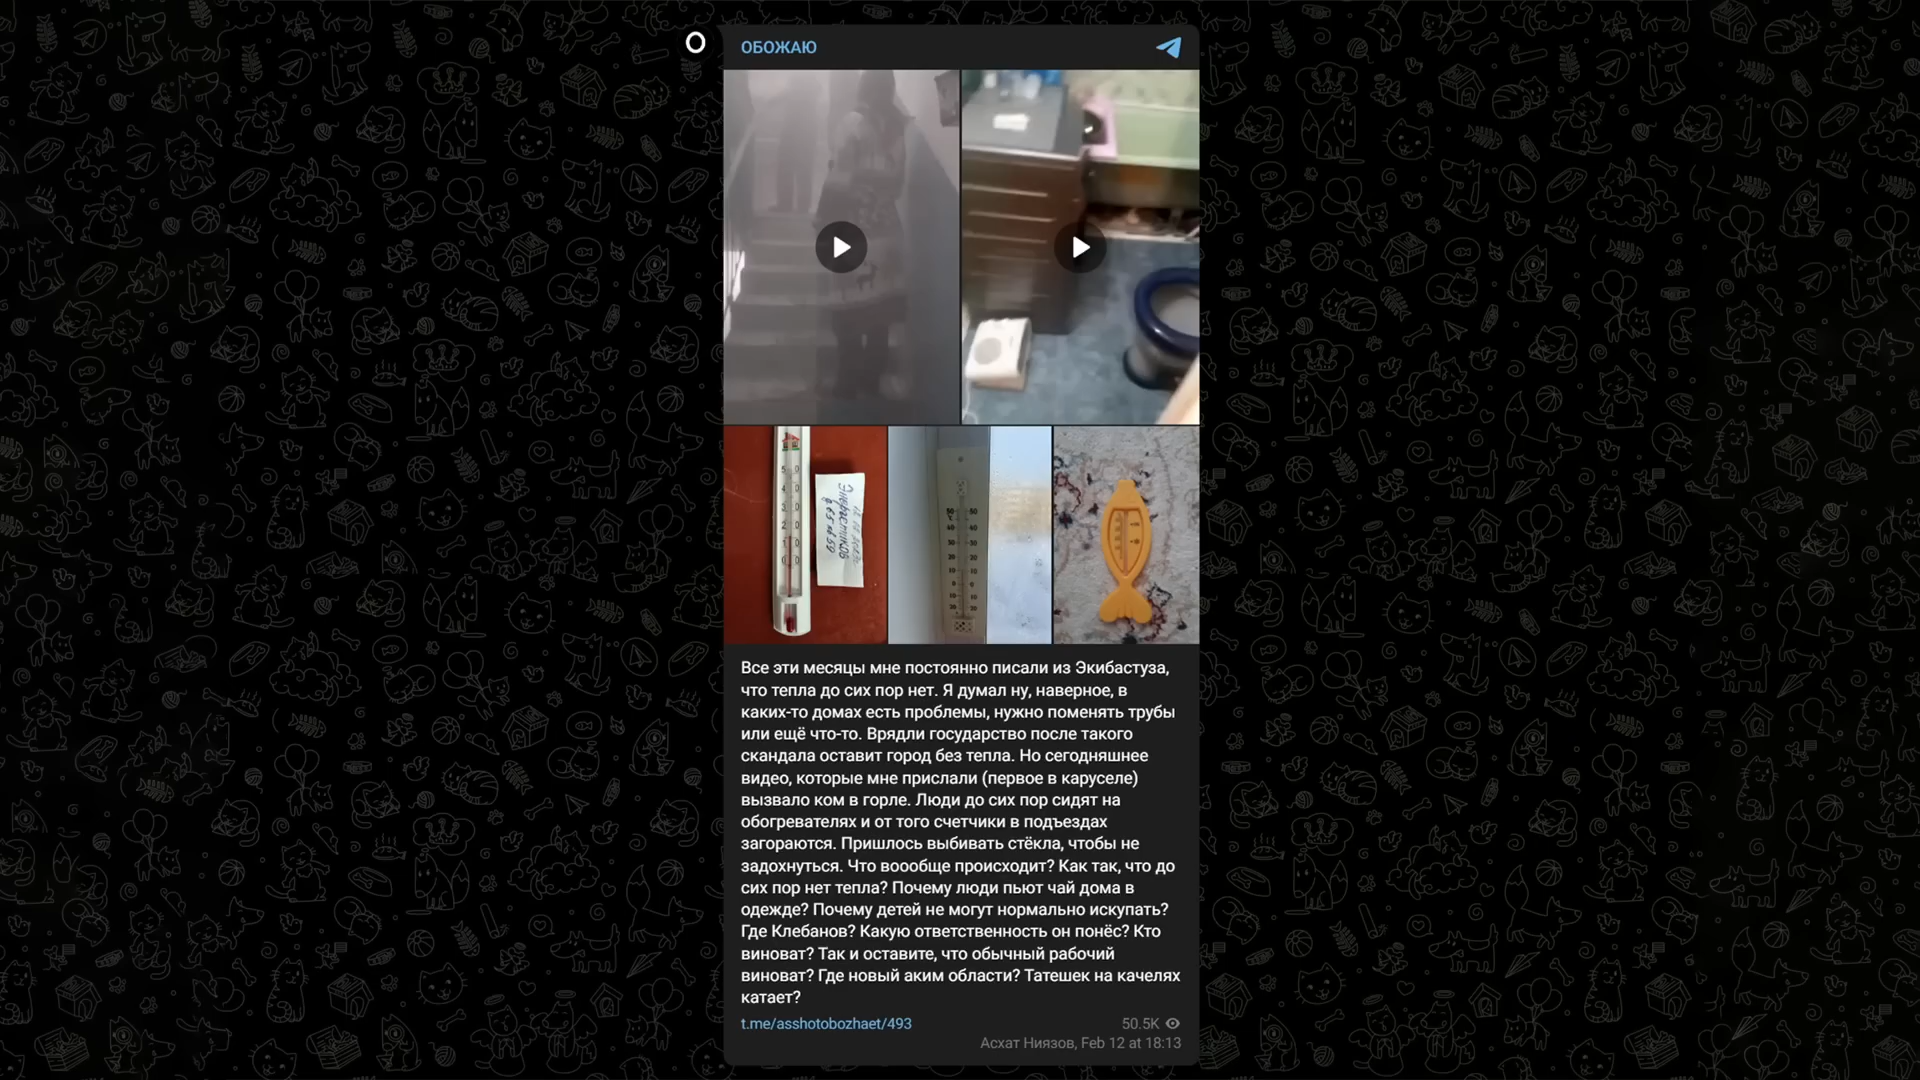 О
ОБОЖАЮ
Энергетиков
Все эти месяцы мне постоянно писали из Экибастуза,
что тепла до сих пор нет. Я думал ну, наверное, в
каких-то домах есть проблемы, нужно поменять трубы
или ещё что-то. Врядли государство после такого
скандала оставит город без тепла. Но сегодняшнее
видео, которые мне прислали (первое в каруселе)
вызвало ком в горле. Люди до сих пор сидят на
обогревателях и от того счетчики в подъездах
загораются. Пришлось выбивать стёкла, чтобы не
задохнуться. Что воообще происходит? Как так, что до
сих пор нет тепла? Почему люди пьют чай дома в
одежде? Почему детей не могут нормально искупать?
Где Клебанов? Какую ответственность он понёс? Кто
виноват? Так и оставите, что обычный рабочий
виноват? Где новый аким области? Татешек на качелях
катает?
t.me/asshotobozhaet/493 50.5K
Асхат Ниязов, Feb 12 at 18:13